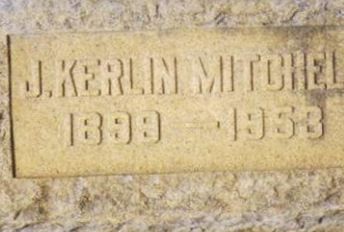 J. KERLIN MITCHEL
1899 — 1953